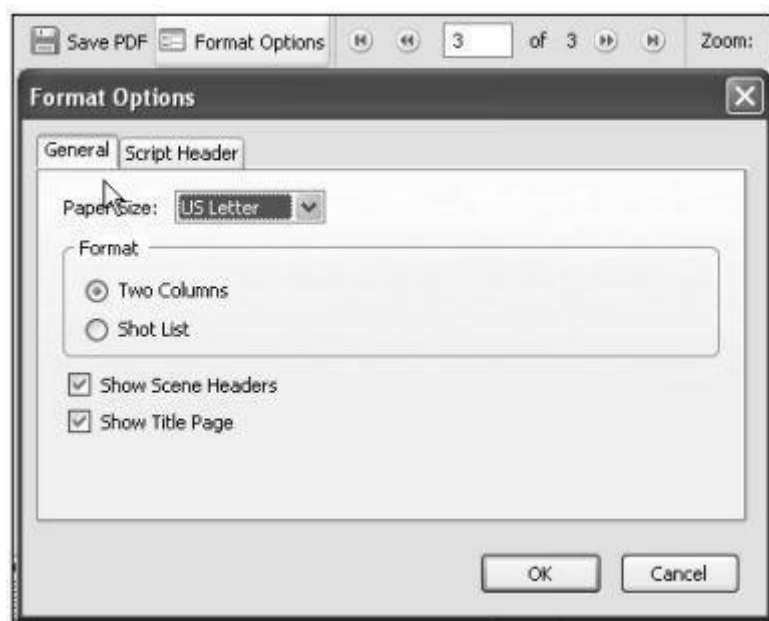 Save PDF Format Options 3 of 3 Zoom:
Format Options
General Script Header
Paper Size: US Letter
Format
Two Columns
Shot List
Show Scene Headers
Show Title Page
OK Cancel